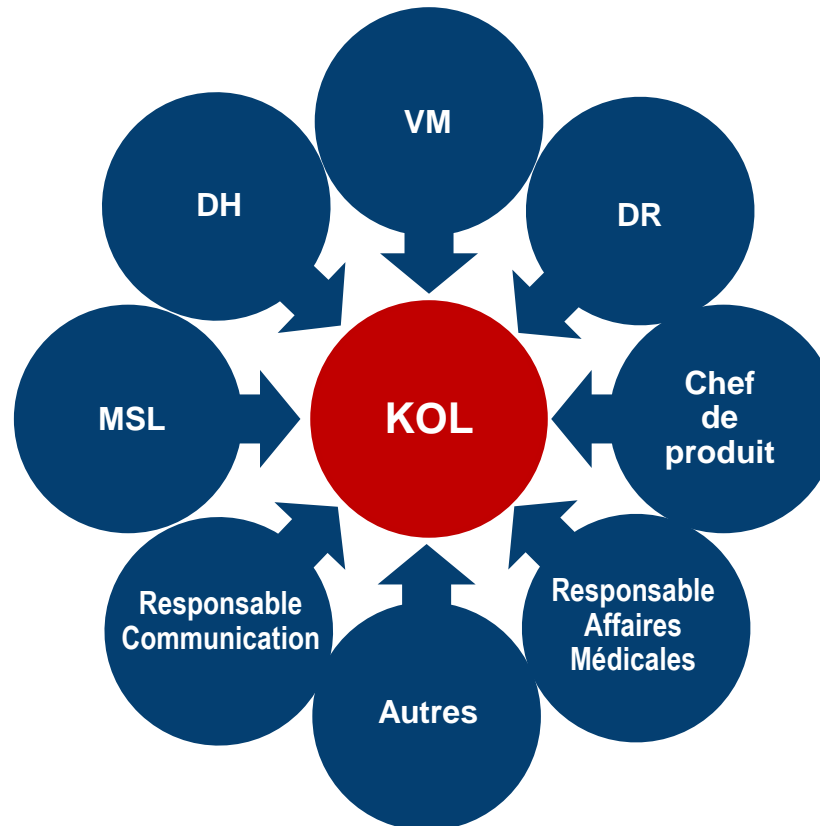 VM
DH
DR
MSL
KOL
Chef
de
produit
Responsable
Communication
Responsable
Affaires
Médicales
Autres